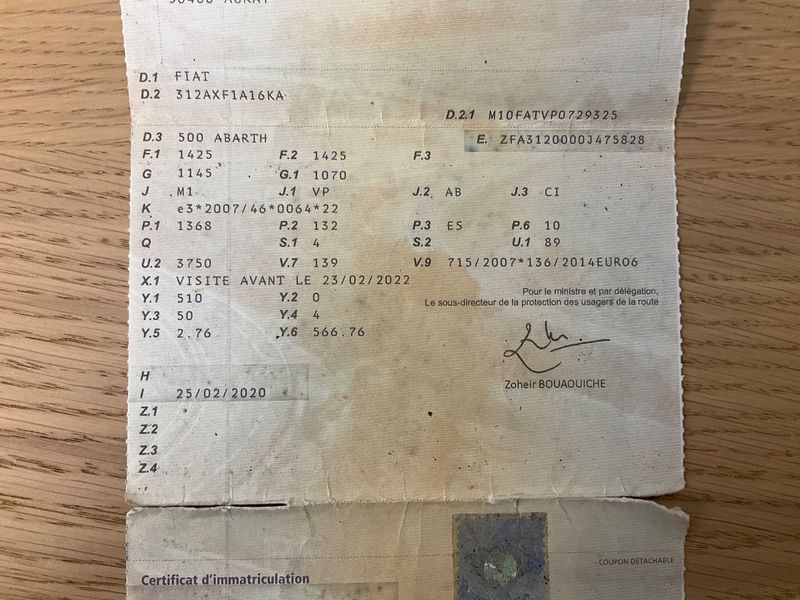 D.1 FIAT
D.2 312AXF1A16KA
D.2.1 M10FATVP0729325
D.3 500 ABARTH
E. ZFA3120000J475828
F.1 1425 F.2 1425 F.3
G 1145 G.1 1070
J M1 J.1 VP J.2 AB J.3 CI
K e3*2007/46*0064*22
P.1 1368 P.2 132 P.3 ES P.6 10
Q S.1 4 S.2 U.1 89
U.2 3750 V.7 139 V.9 715/2007*136/2014EURO6
X.1 VISITE AVANT LE 23/02/2022
Pour le ministre et par délégation,
Y.1 510 Y.2 0
Le sous-directeur de la protection des usagers de la route
Y.3 50 Y.4 4
Y.5 2.76 Y.6 566.76
Zoheir BOUAOUICHE
H
I 25/02/2020
Z.1
Z.2
Z.3
Z.4
COUPON DÉTACHABLE
Certificat d'immatriculation